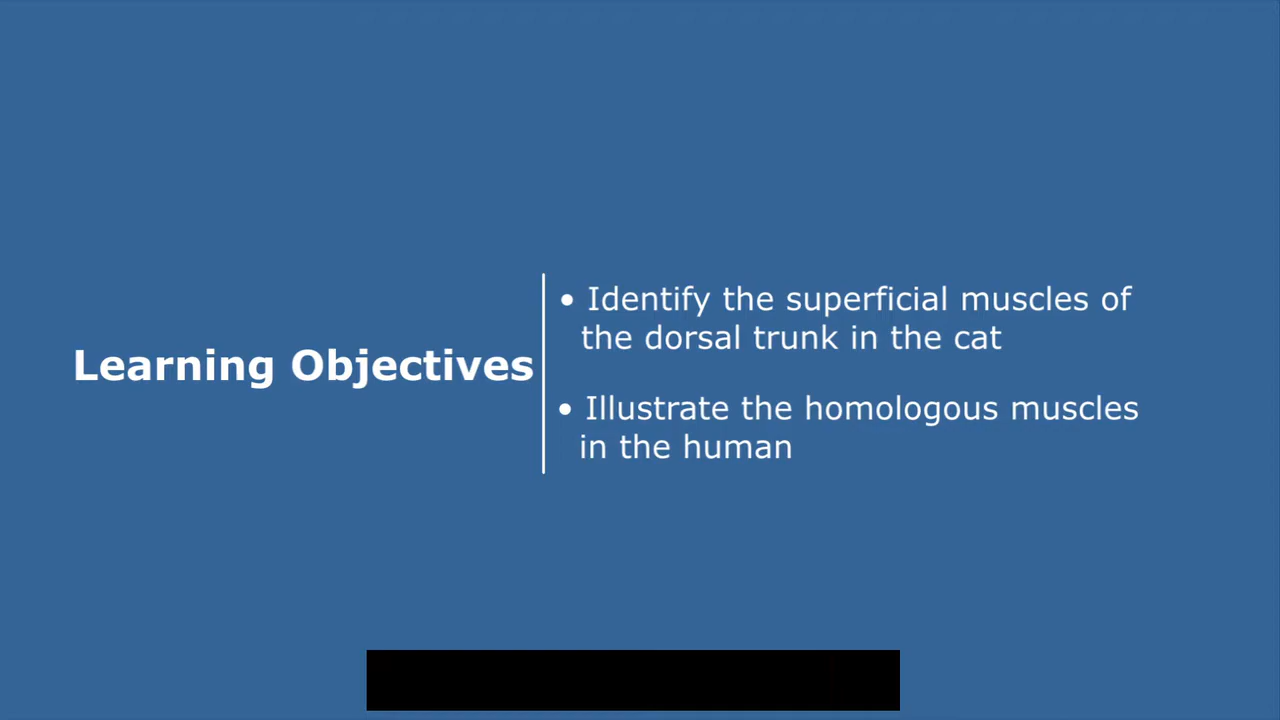 Learning Objectives
• Identify the superficial muscles of
the dorsal trunk in the cat
• Illustrate the homologous muscles
in the human